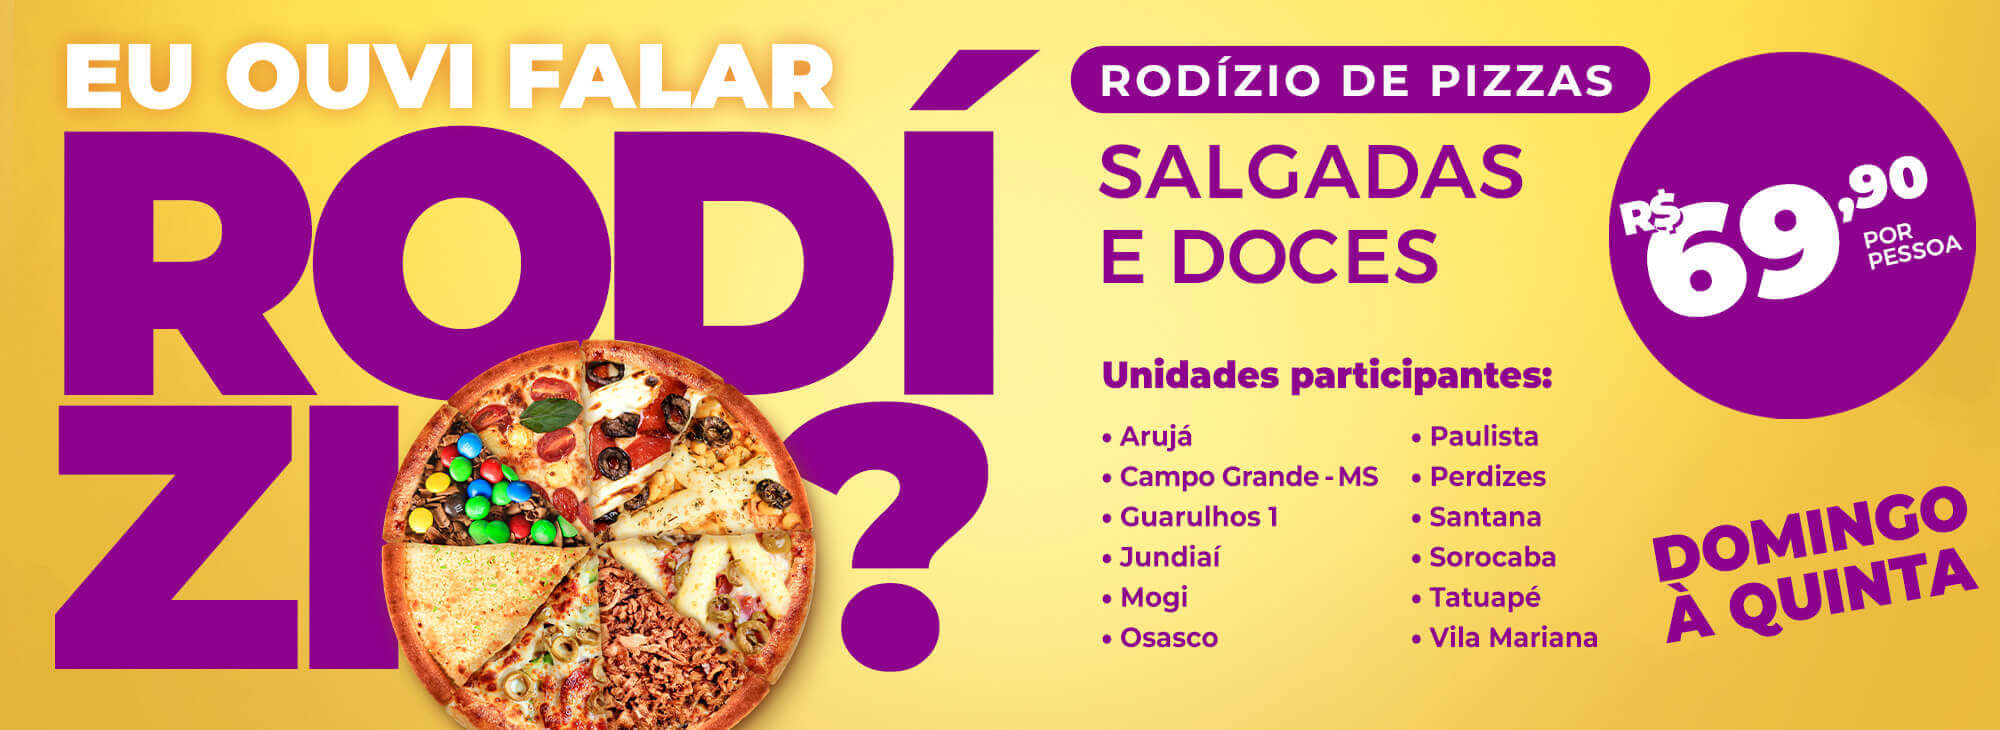 EU OUVI FALAR
RODÍ
ZIO?
RODÍZIO DE PIZZAS
SALGADAS
E DOCES
R$69,90
POR
PESSOA
Unidades participantes:
• Arujá
• Campo Grande - MS
• Guarulhos 1
• Jundiaí
• Mogi
• Osasco
• Paulista
• Perdizes
• Santana
• Sorocaba
• Tatuapé
• Vila Mariana
DOMINGO
À QUINTA